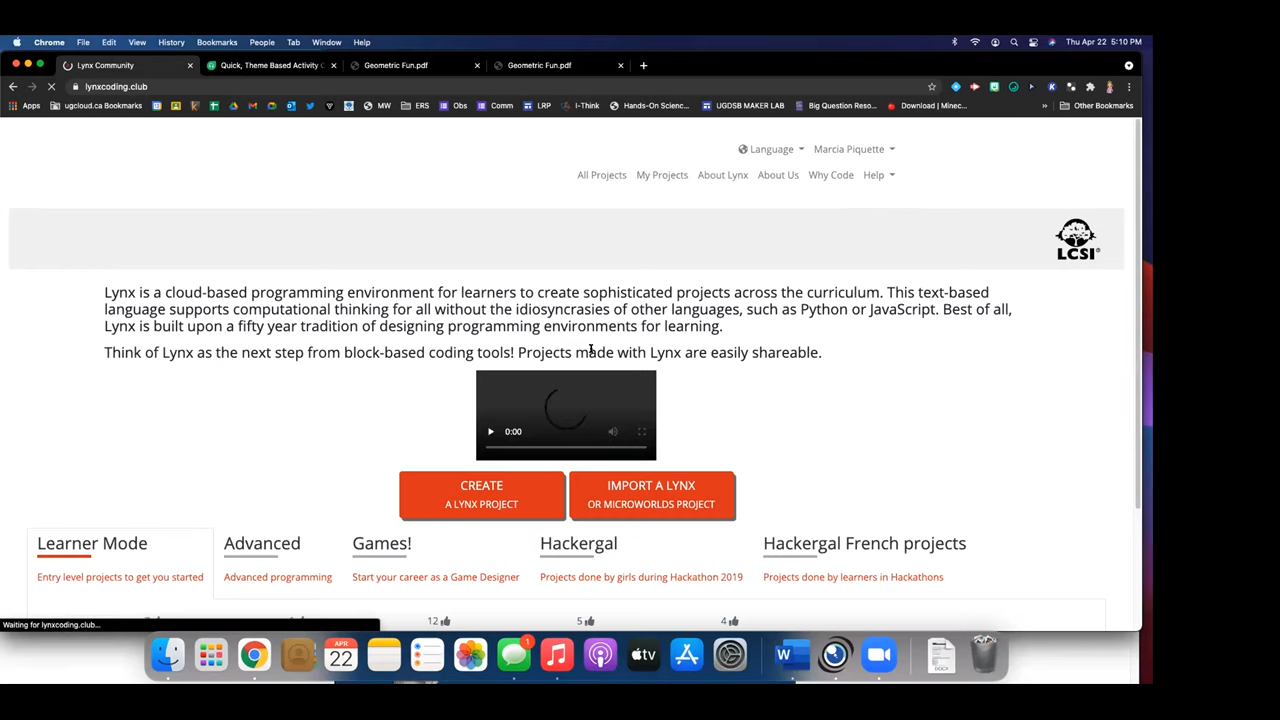 Chrome File Edit View History Bookmarks People Tab Window Help Thu Apr 22 5:10 PM
Lynx Community Quick, Theme Based Activity C Geometric Fun.pdf Geometric Fun.pdf
lynxcoding.club
Apps ugcloud.ca Bookmarks MW ERS Obs Comm LRP I-Think Hands-On Scienc... UGDSB MAKER LAB Big Question Reso... Download | Minec... » Other Bookmarks
Language Marcia Piquette
All Projects My Projects About Lynx About Us Why Code Help
LCSI®
Lynx is a cloud-based programming environment for learners to create sophisticated projects across the curriculum. This text-based
language supports computational thinking for all without the idiosyncrasies of other languages, such as Python or JavaScript. Best of all,
Lynx is built upon a fifty year tradition of designing programming environments for learning.
Think of Lynx as the next step from block-based coding tools! Projects made with Lynx are easily shareable.
0:00
CREATE
A LYNX PROJECT
IMPORT A LYNX
OR MICROWORLDS PROJECT
Learner Mode Advanced Games! Hackergal Hackergal French projects
Entry level projects to get you started Advanced programming Start your career as a Game Designer Projects done by girls during Hackathon 2019 Projects done by learners in Hackathons
12 5 4
Waiting for lynxcoding.club...
APR
22
1
tv
W
DOCX